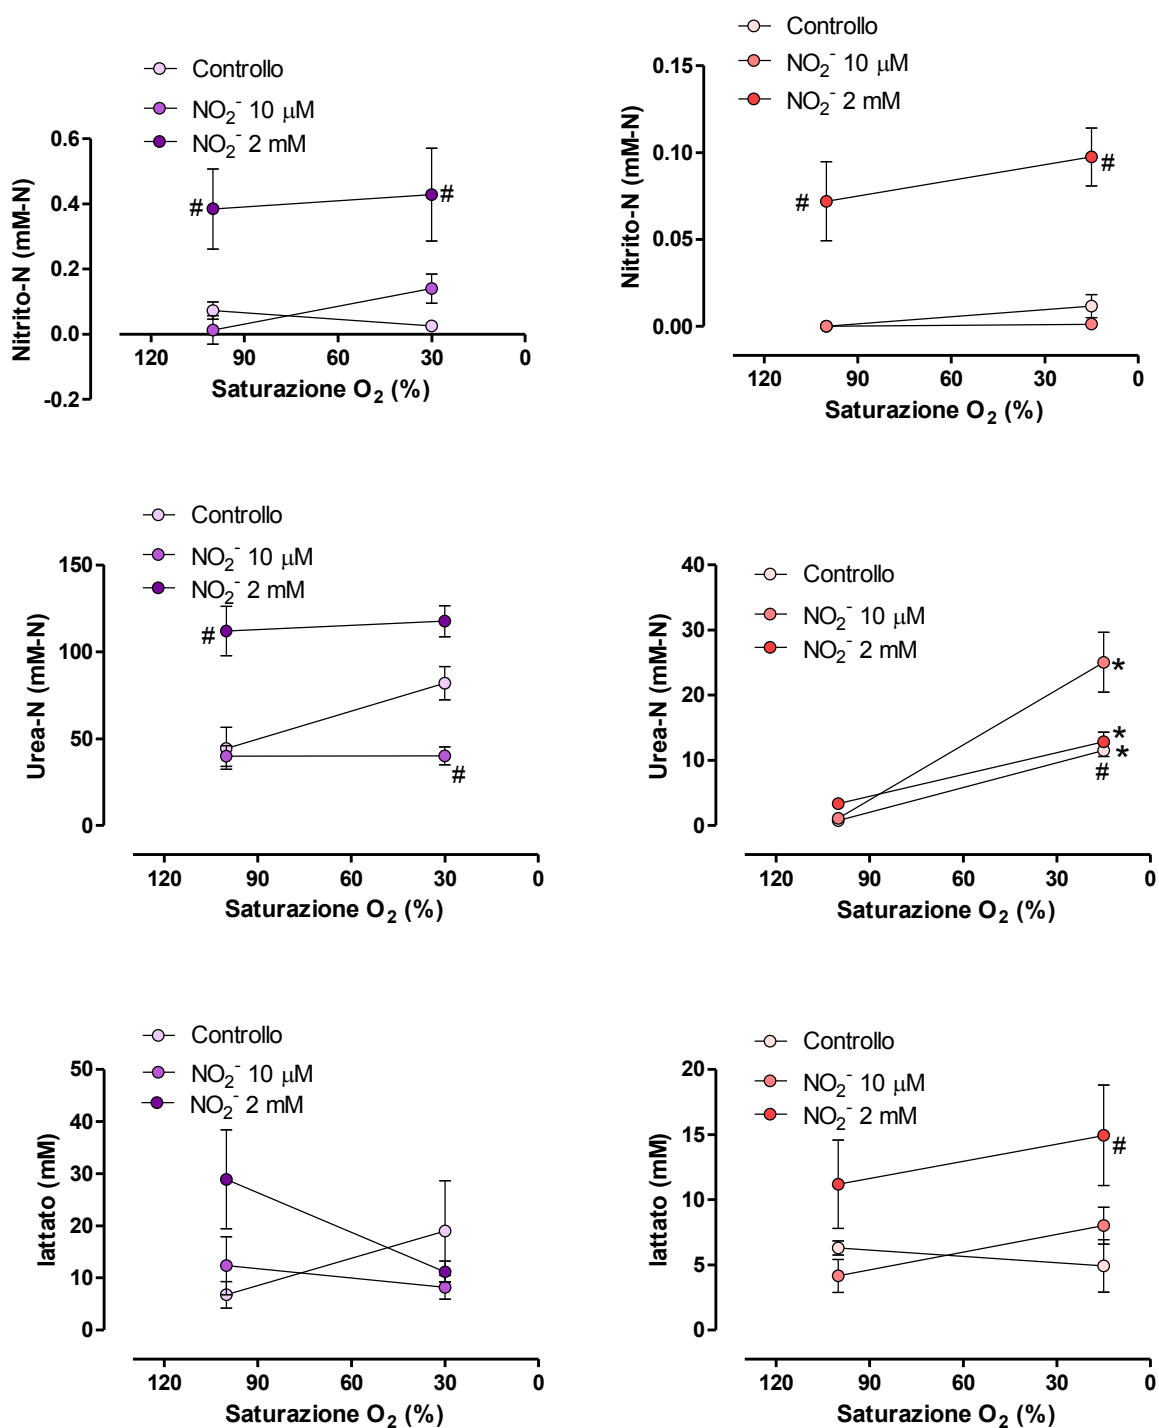 Controllo
NO₂⁻ 10 µM
NO₂⁻ 2 mM
Nitrito-N (mM-N)
0.6
0.4
0.2
0.0
-0.2
#
#
120
90
60
30
0
Saturazione O₂ (%)
Controllo
NO₂⁻ 10 µM
NO₂⁻ 2 mM
Nitrito-N (mM-N)
0.15
0.10
0.05
0.00
#
#
120
90
60
30
0
Saturazione O₂ (%)
Controllo
NO₂⁻ 10 µM
NO₂⁻ 2 mM
Urea-N (mM-N)
150
100
50
0
#
#
120
90
60
30
0
Saturazione O₂ (%)
Controllo
NO₂⁻ 10 µM
NO₂⁻ 2 mM
Urea-N (mM-N)
40
30
20
10
0
*
*
*
#
120
90
60
30
0
Saturazione O₂ (%)
Controllo
NO₂⁻ 10 µM
NO₂⁻ 2 mM
lattato (mM)
50
40
30
20
10
0
120
90
60
30
0
Saturazione O₂ (%)
Controllo
NO₂⁻ 10 µM
NO₂⁻ 2 mM
lattato (mM)
20
15
10
5
0
#
120
90
60
30
0
Saturazione O₂ (%)